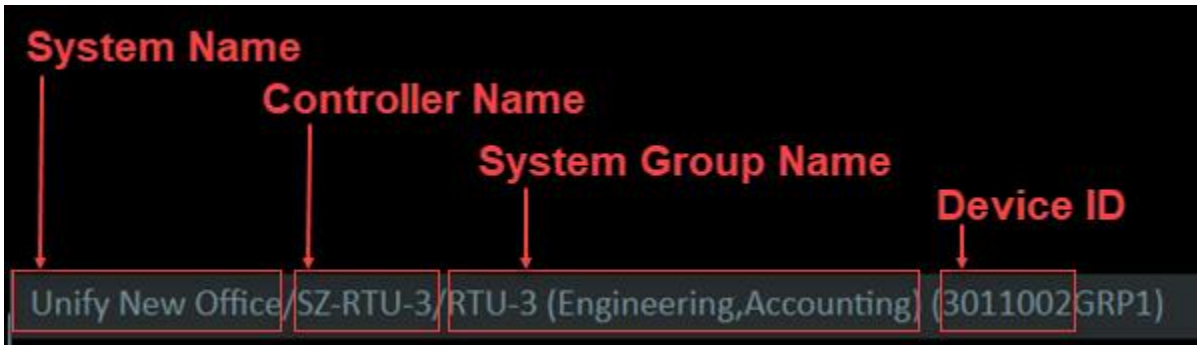 System Name
Controller Name
System Group Name
Device ID
Unify New Office/SZ-RTU-3/RTU-3 (Engineering,Accounting) (3011002GRP1)